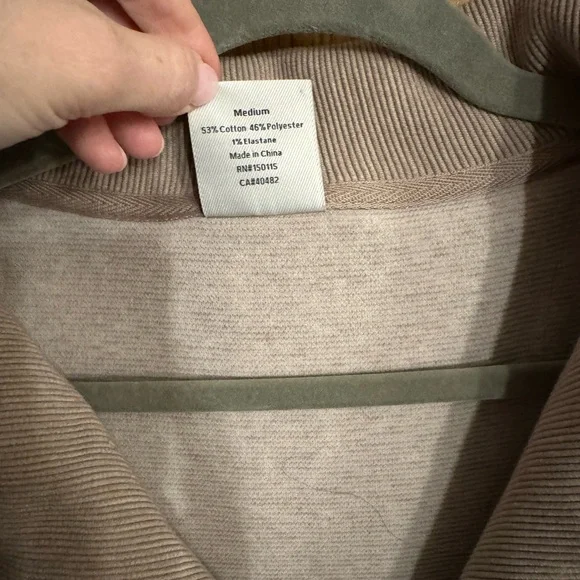 Medium
53% Cotton 46% Polyester
1% Elastane
Made in China
RN#150115
CA#40482